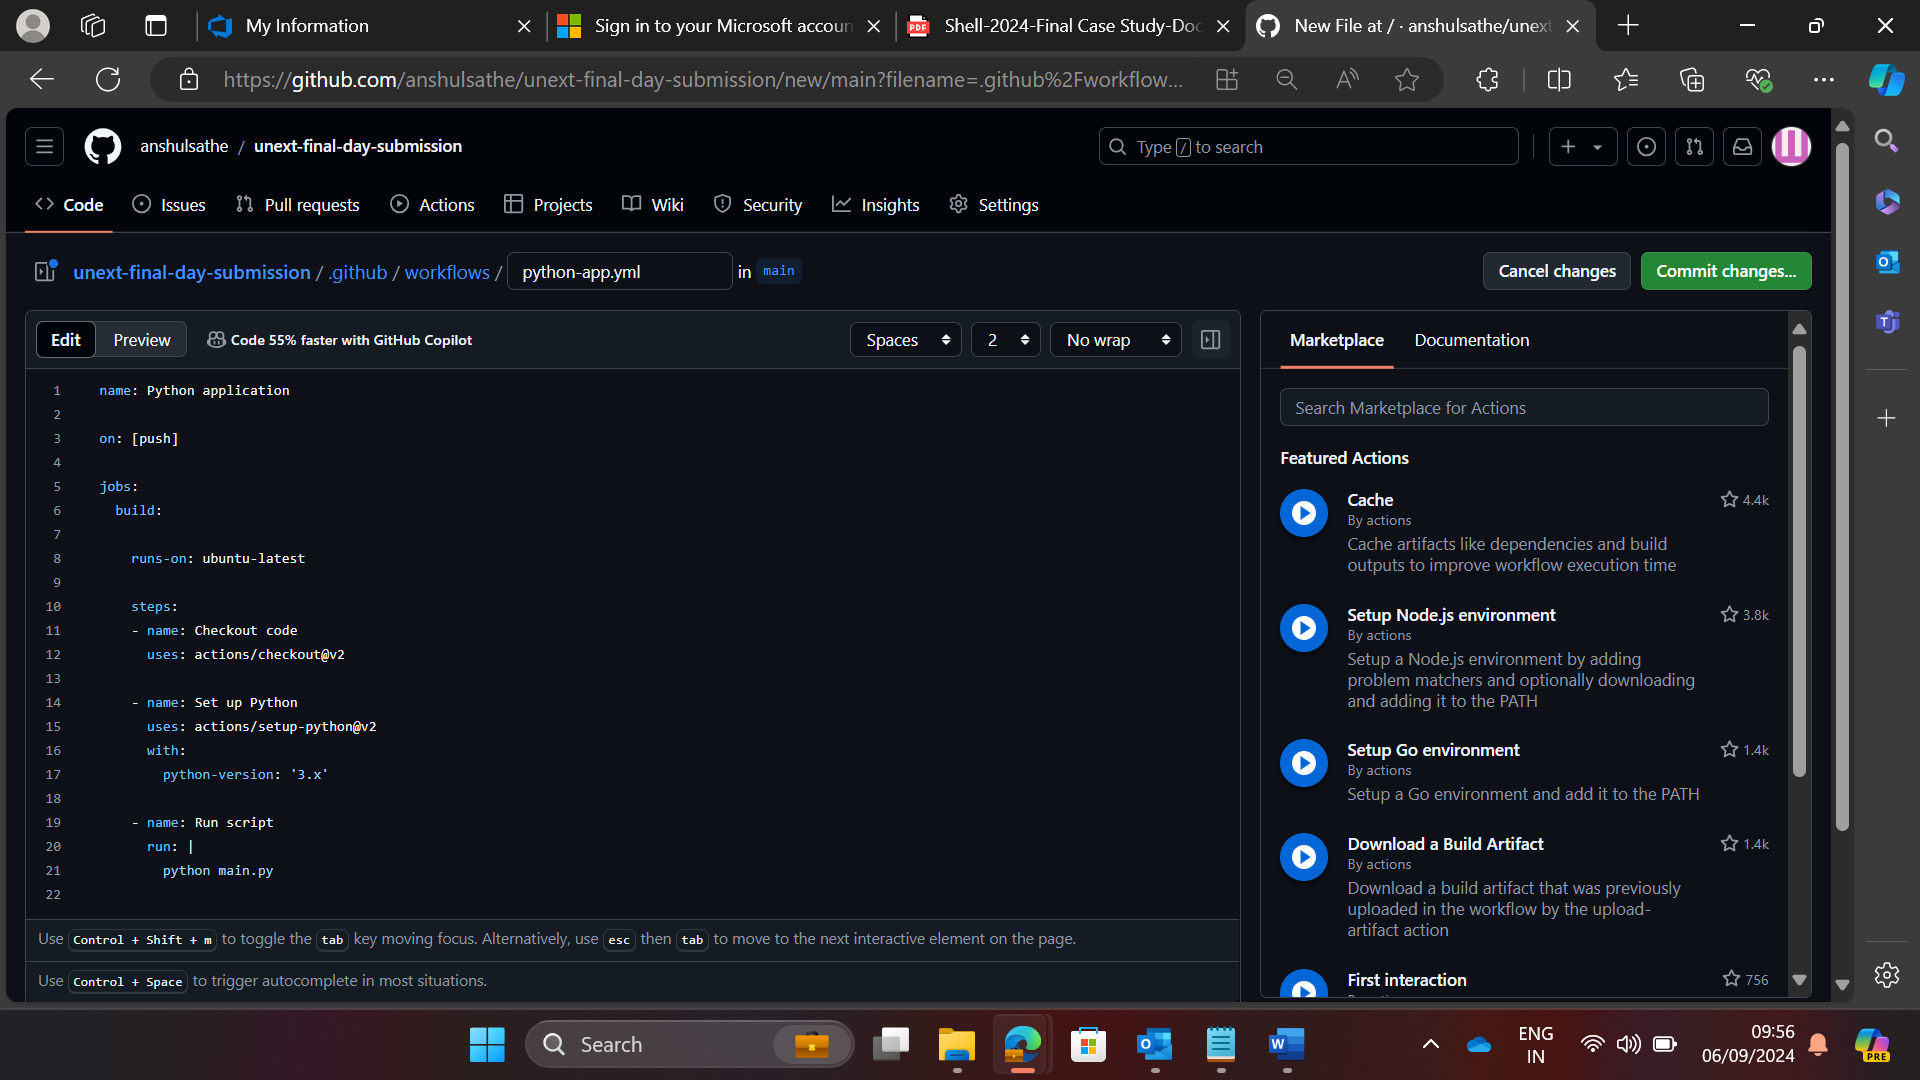 My Information
Sign in to your Microsoft accoun
Shell-2024-Final Case Study-Doc
New File at / · anshulsathe/unext
https://github.com/anshulsathe/unext-final-day-submission/new/main?filename=.github%2Fworkflow...
anshulsathe / unext-final-day-submission
Type / to search
Code
Issues
Pull requests
Actions
Projects
Wiki
Security
Insights
Settings
unext-final-day-submission / .github / workflows / python-app.yml in main
Cancel changes
Commit changes...
Edit
Preview
Code 55% faster with GitHub Copilot
Spaces
2
No wrap
1 name: Python application
2
3 on: [push]
4
5 jobs:
6 build:
7
8 runs-on: ubuntu-latest
9
10 steps:
11 - name: Checkout code
12 uses: actions/checkout@v2
13
14 - name: Set up Python
15 uses: actions/setup-python@v2
16 with:
17 python-version: '3.x'
18
19 - name: Run script
20 run: |
21 python main.py
22
Use Control + Shift + m to toggle the tab key moving focus. Alternatively, use esc then tab to move to the next interactive element on the page.
Use Control + Space to trigger autocomplete in most situations.
Marketplace
Documentation
Search Marketplace for Actions
Featured Actions
Cache
4.4k
By actions
Cache artifacts like dependencies and build
outputs to improve workflow execution time
Setup Node.js environment
3.8k
By actions
Setup a Node.js environment by adding
problem matchers and optionally downloading
and adding it to the PATH
Setup Go environment
1.4k
By actions
Setup a Go environment and add it to the PATH
Download a Build Artifact
1.4k
By actions
Download a build artifact that was previously
uploaded in the workflow by the upload-
artifact action
First interaction
756
Search
ENG
IN
09:56
06/09/2024
PRE